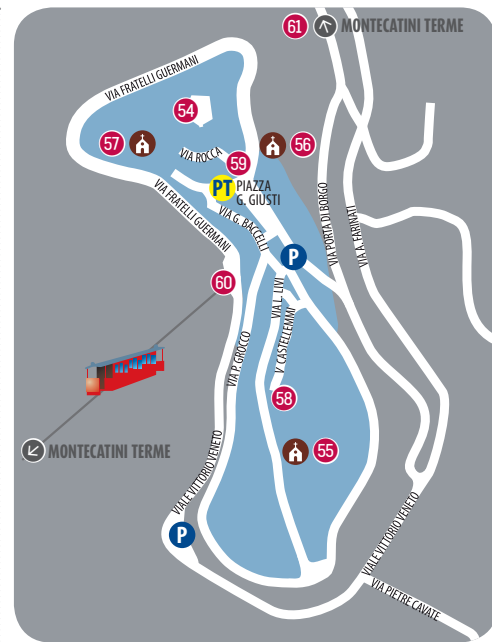 61
MONTECATINI TERME
VIA FRATELLI GUERMANI
54
57
56
VIA ROCCA
59
PT
PIAZZA
G. GIUSTI
VIA FRATELLI GUERMANI
VIA G. BACCELLI
VIA PORTA DI BORGO
VIA A. FARINATI
P
60
VIA L. LIVI
V. CASTELLEMMI
VIA P. GROCCO
58
MONTECATINI TERME
55
VIALE VITTORIO VENETO
P
VIALE VITTORIO VENETO
VIA PIETRE CAVATE